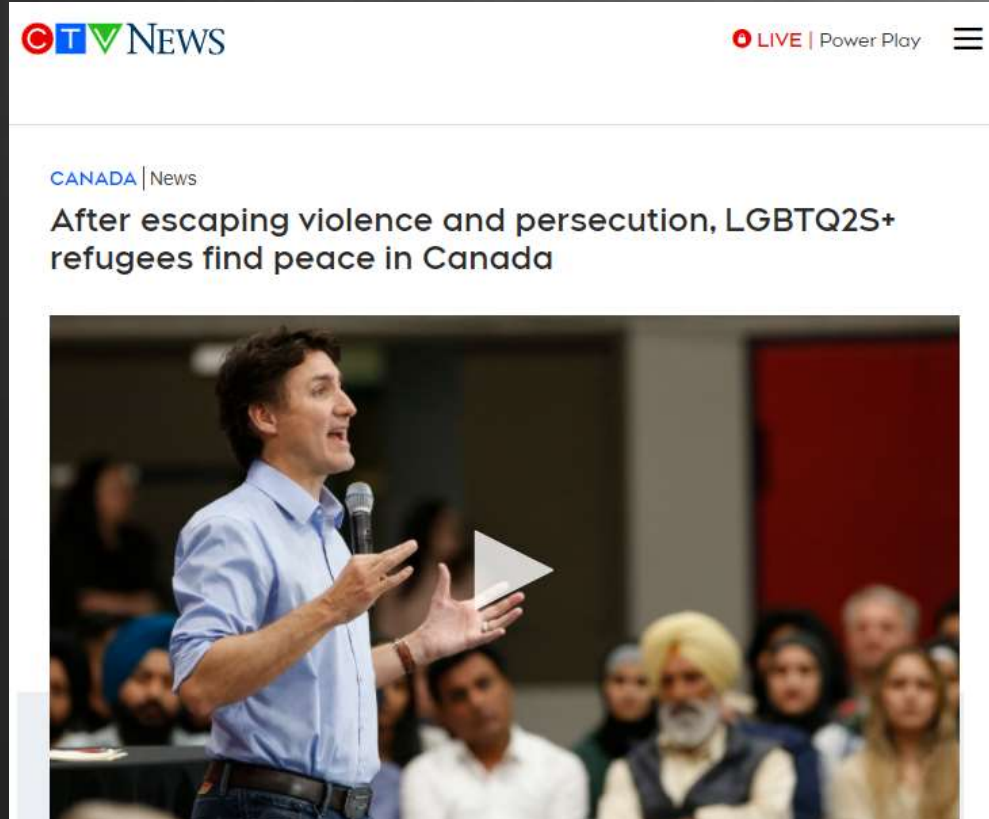 CTV NEWS
LIVE | Power Play
CANADA | News
After escaping violence and persecution, LGBTQ2S+
refugees find peace in Canada